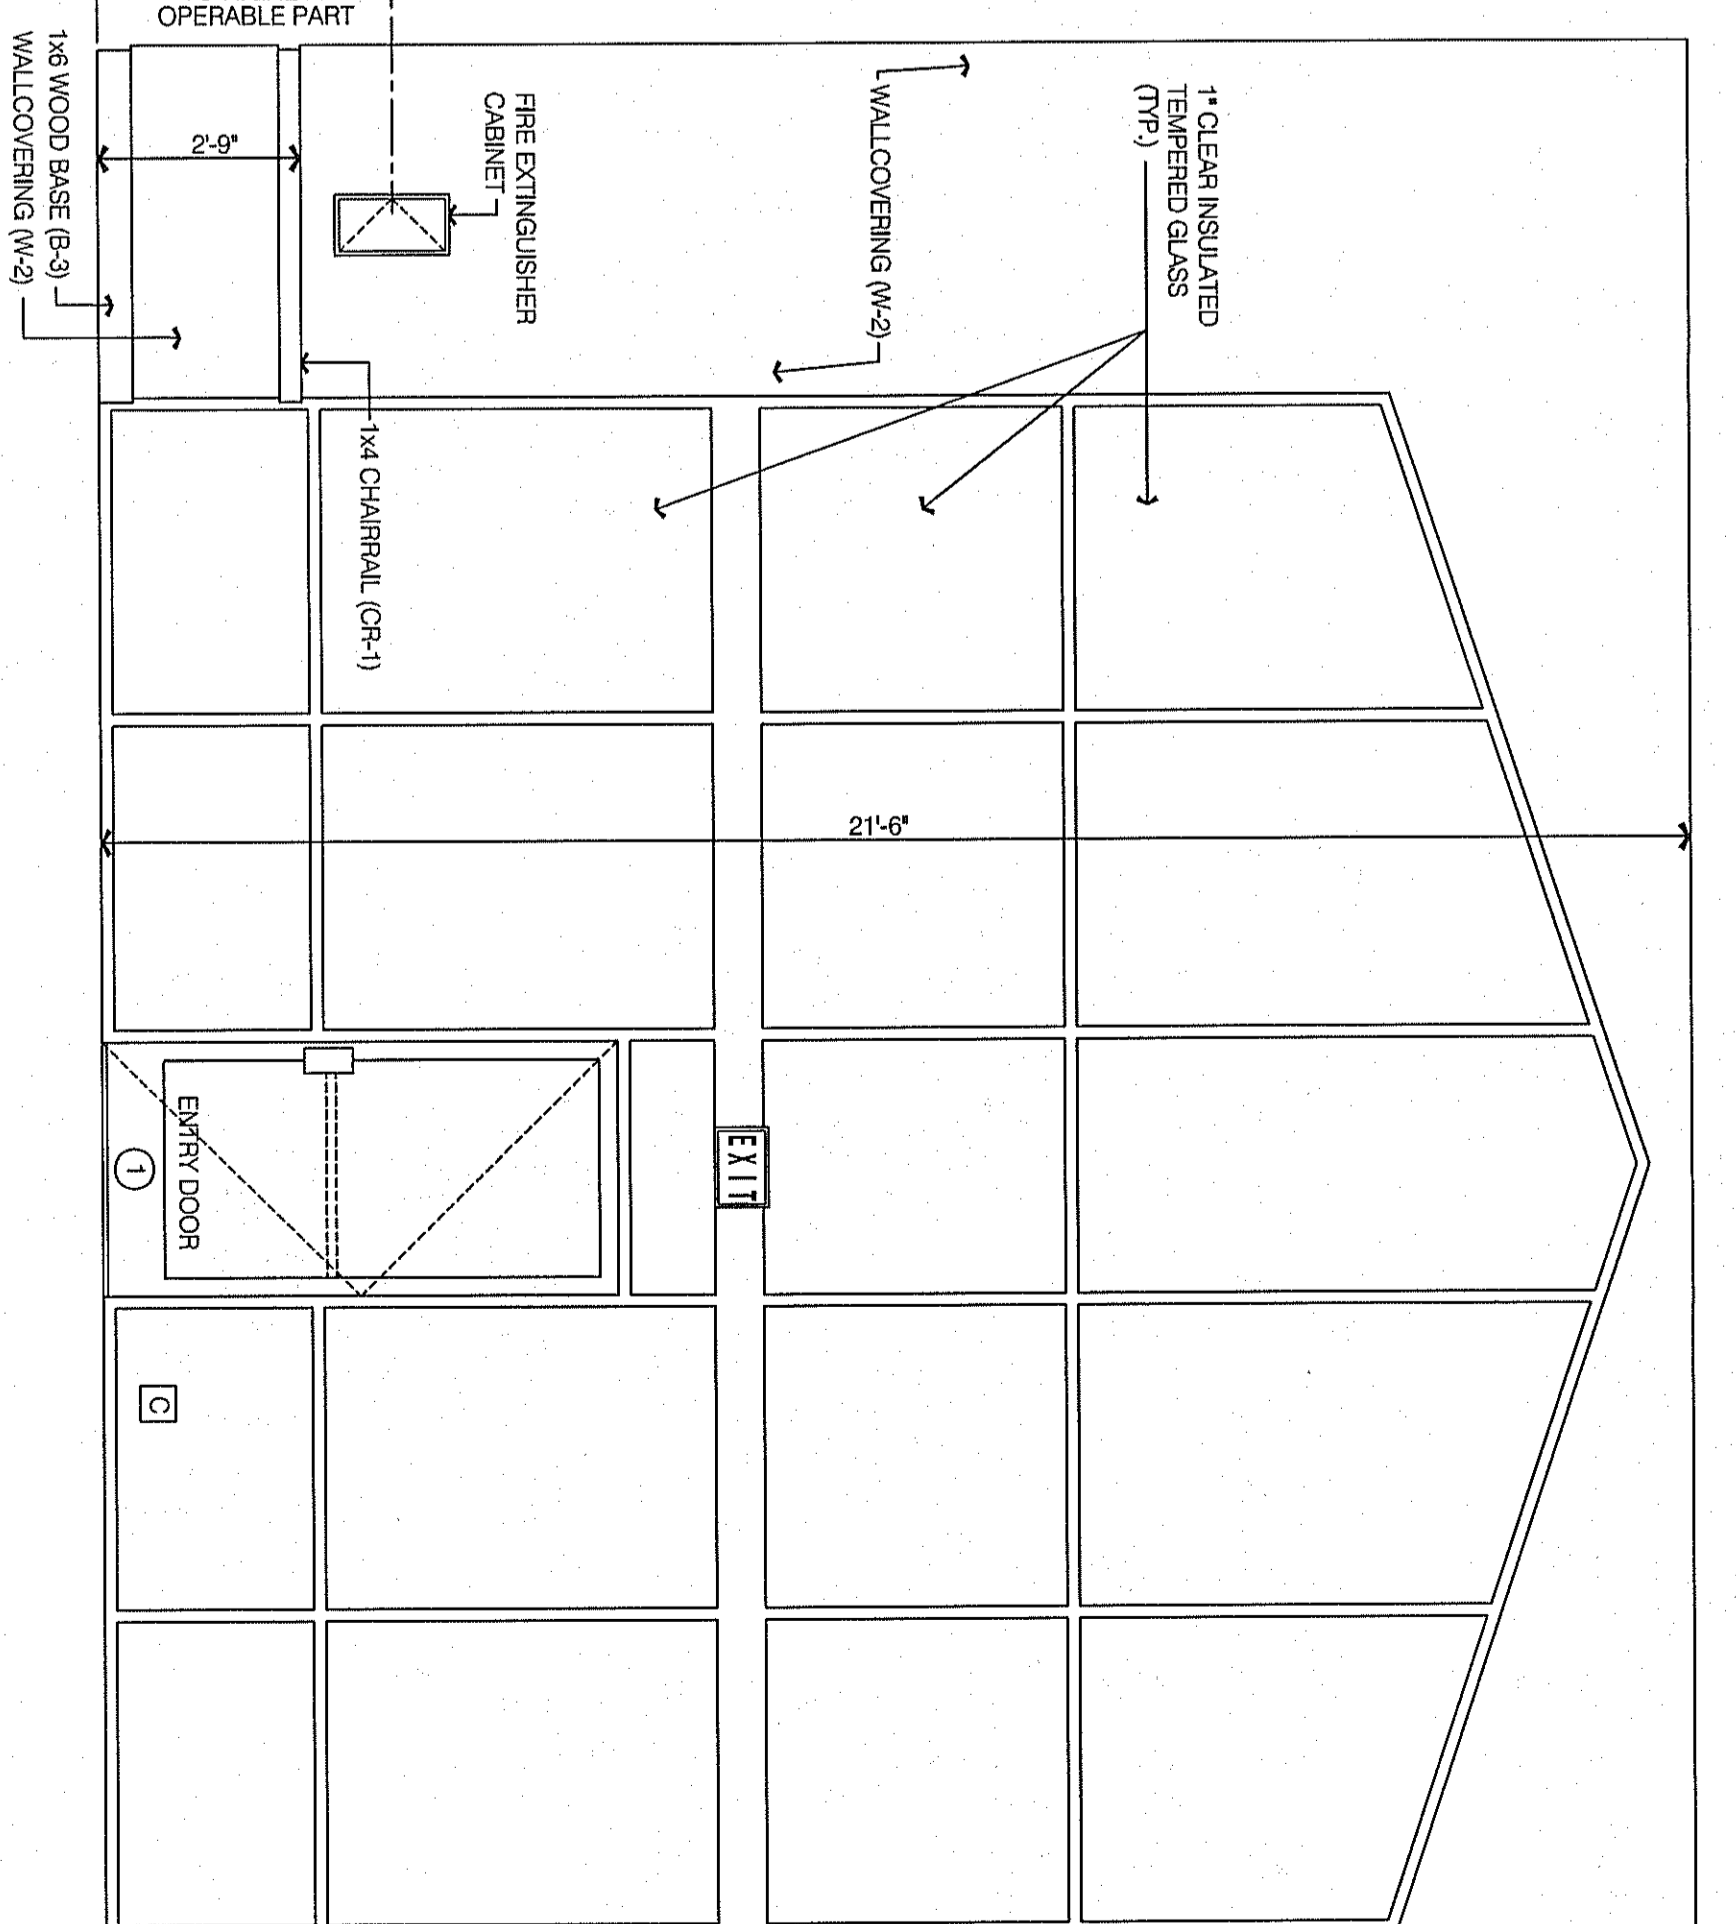 OPERABLE PART
1" CLEAR INSULATED
TEMPERED GLASS
(TYP.)
WALLCOVERING (W-2)
FIRE EXTINGUISHER
CABINET
2'-9"
1x6 WOOD BASE (B-3)
WALLCOVERING (W-2)
1x4 CHAIRRAIL (CR-1)
21'-6"
EXIT
ENTRY DOOR
1
C